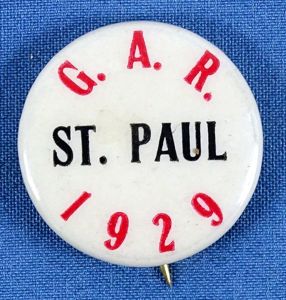 G. A. R.
ST. PAUL
1929